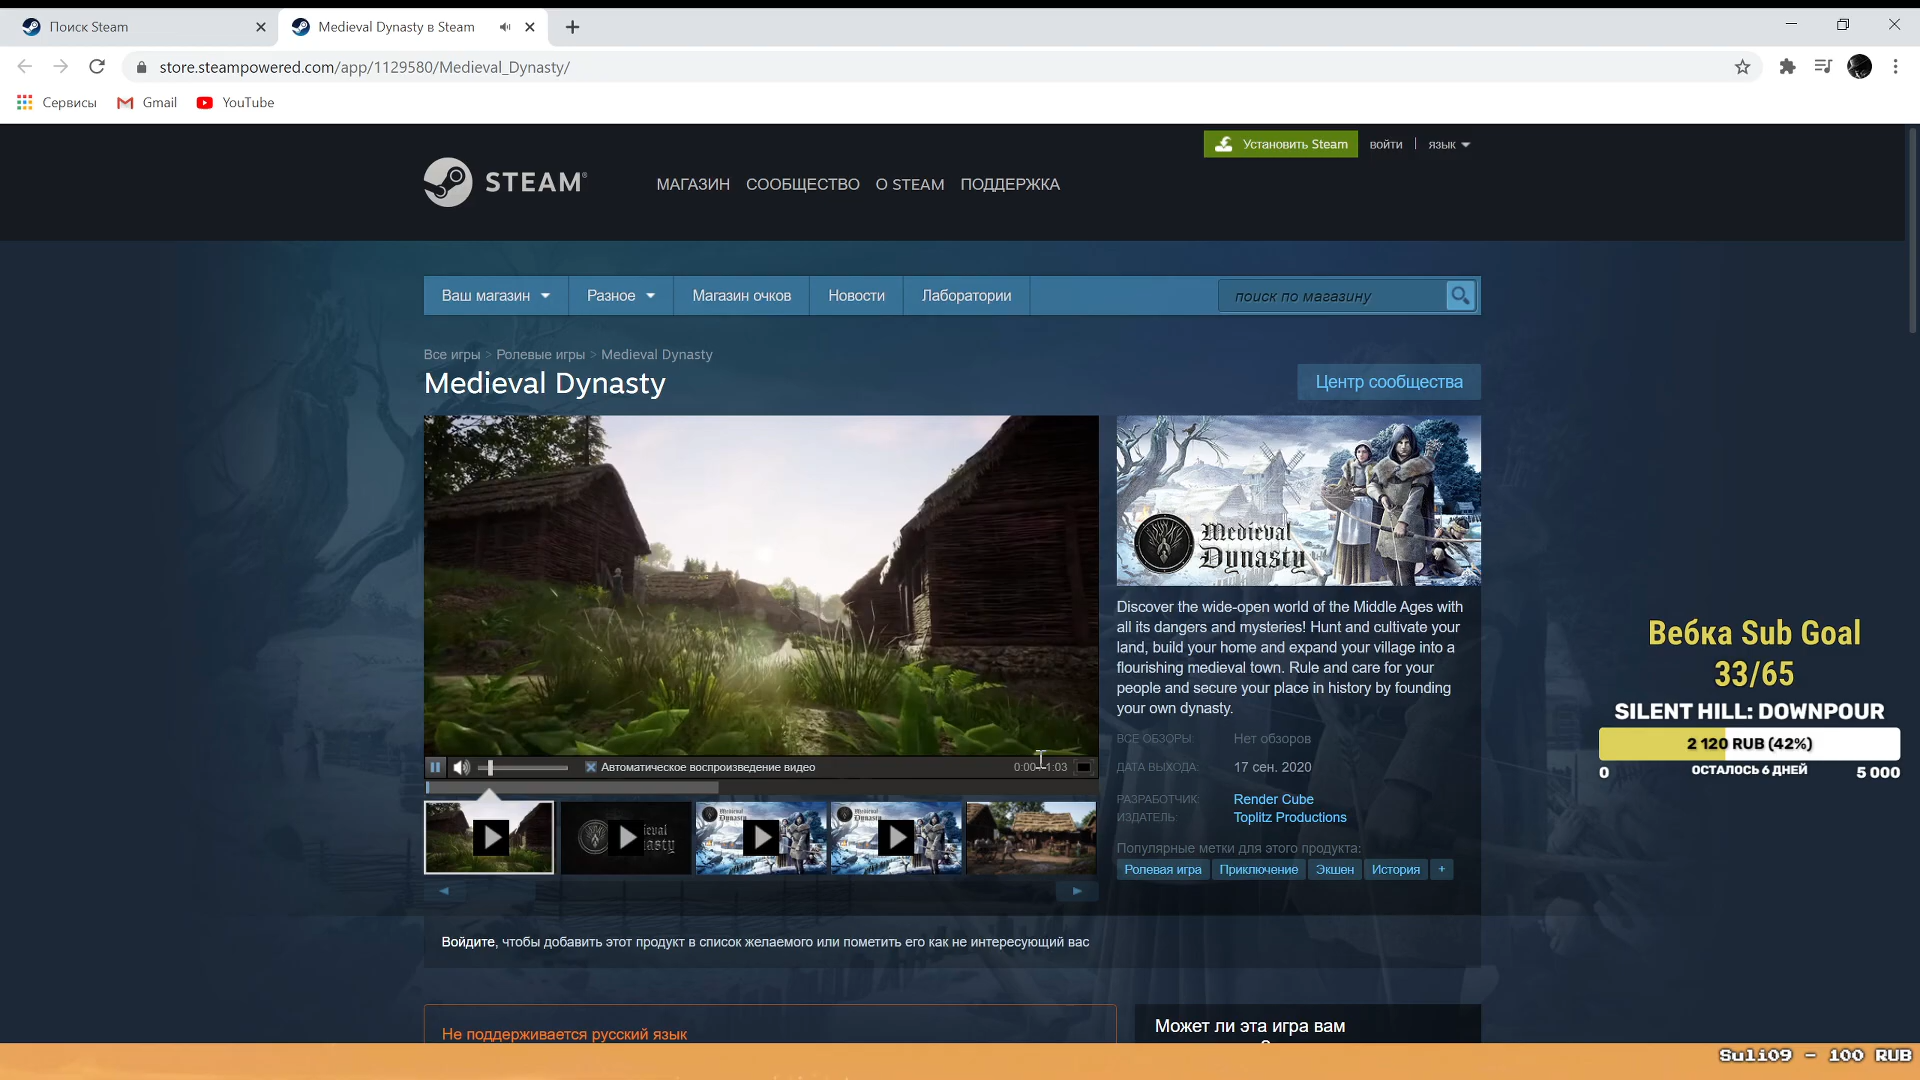 Поиск Steam
Medieval Dynasty в Steam
store.steampowered.com/app/1129580/Medieval_Dynasty/
Сервисы Gmail YouTube
Установить Steam войти | язык
STEAM®
МАГАЗИН СООБЩЕСТВО О STEAM ПОДДЕРЖКА
Ваш магазин Разное Магазин очков Новости Лаборатории
поиск по магазину
Все игры > Ролевые игры > Medieval Dynasty
Medieval Dynasty
Центр сообщества
Medieval
Dynasty
Discover the wide-open world of the Middle Ages with
all its dangers and mysteries! Hunt and cultivate your
land, build your home and expand your village into a
flourishing medieval town. Rule and care for your
people and secure your place in history by founding
your own dynasty.
ВСЕ ОБЗОРЫ: Нет обзоров
ДАТА ВЫХОДА: 17 сен. 2020
РАЗРАБОТЧИК: Render Cube
ИЗДАТЕЛЬ: Toplitz Productions
Популярные метки для этого продукта:
Ролевая игра Приключение Экшен История +
Автоматическое воспроизведение видео
1:03
Войдите, чтобы добавить этот продукт в список желаемого или пометить его как не интересующий вас
Не поддерживается русский язык
Может ли эта игра вам
Вебка Sub Goal
33/65
SILENT HILL: DOWNPOUR
2 120 RUB (42%)
0 ОСТАЛОСЬ 6 ДНЕЙ 5 000
Suli09 - 100 RUB